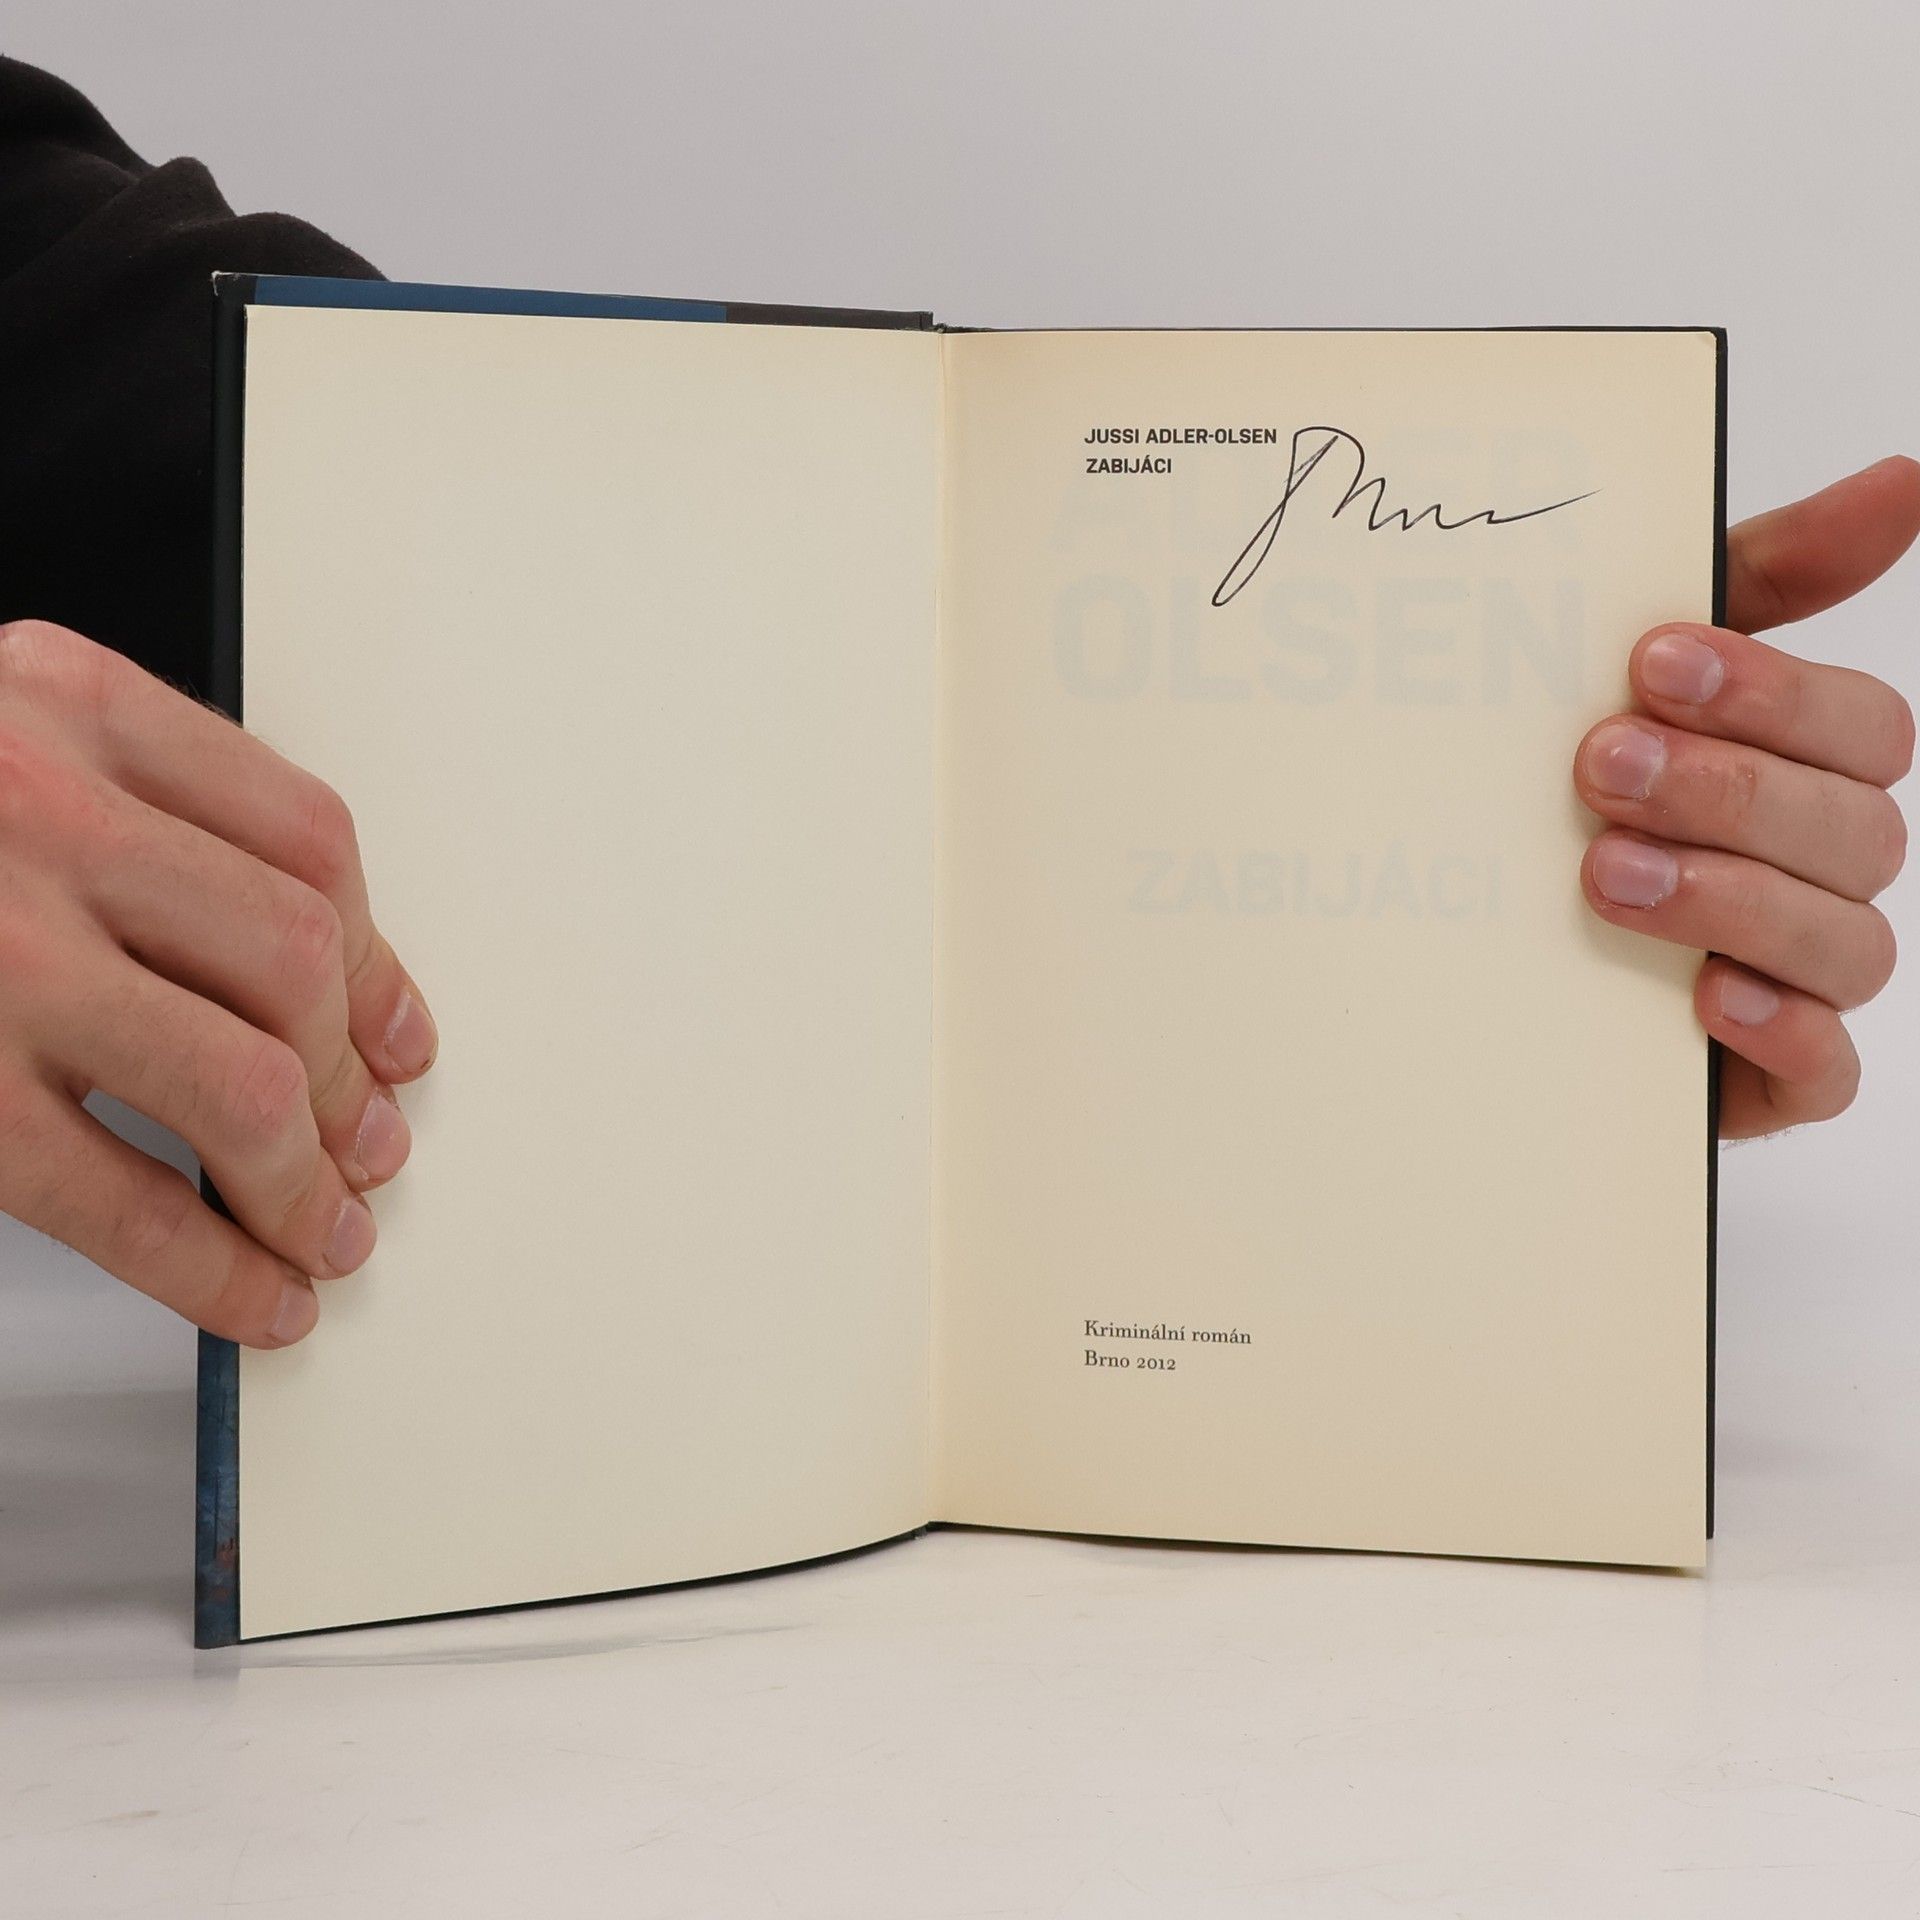 JUSSI ADLER-OLSEN
ZABIJÁCI
OLSEN
ZABIJÁCI
Kriminální román
Brno 2012